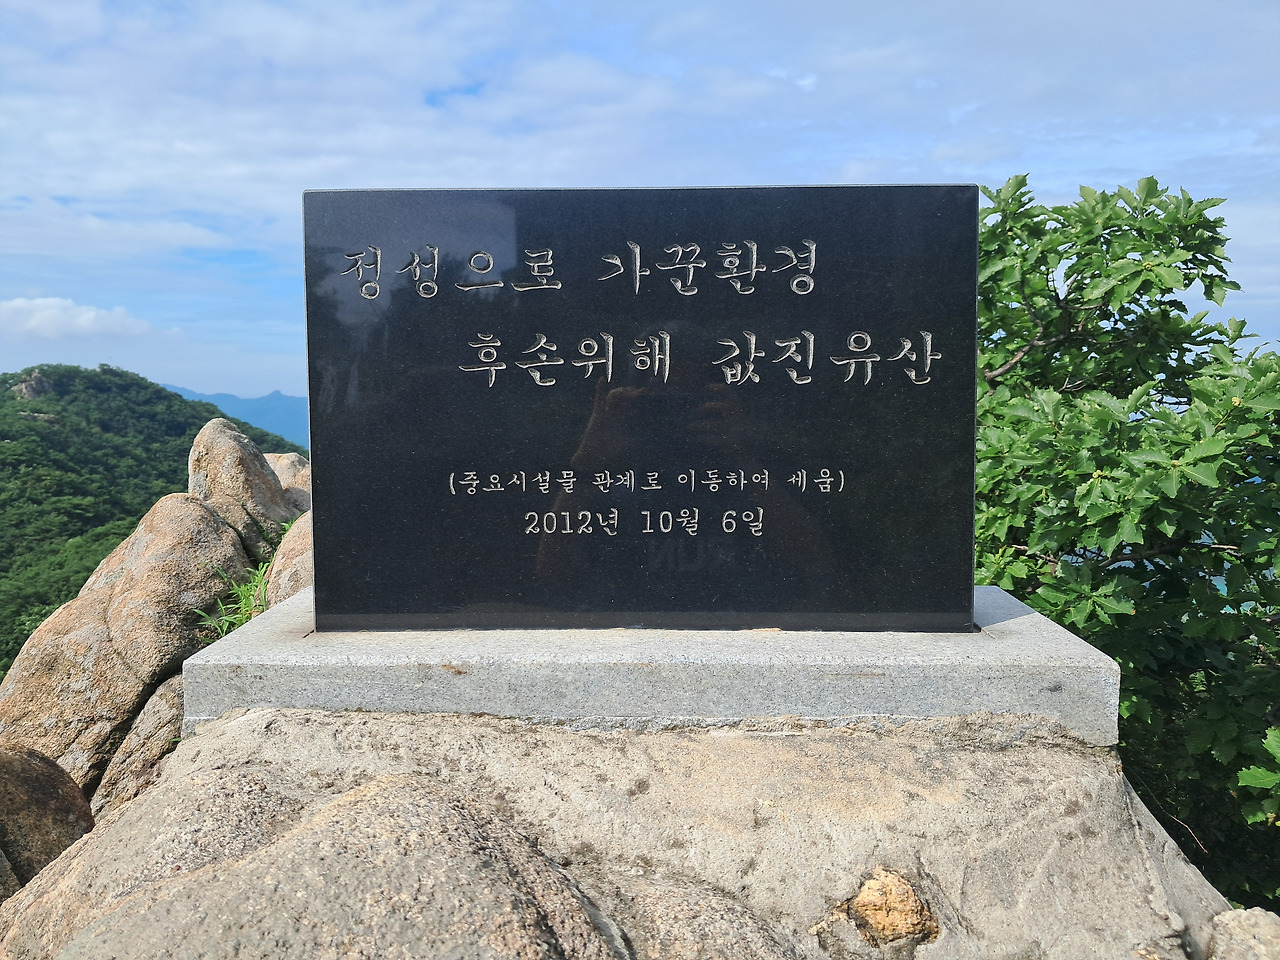 정성으로 가꾼환경
후손위해 값진유산
(중요시설물 관계로 이동하여 세움)
2012년 10월 6일